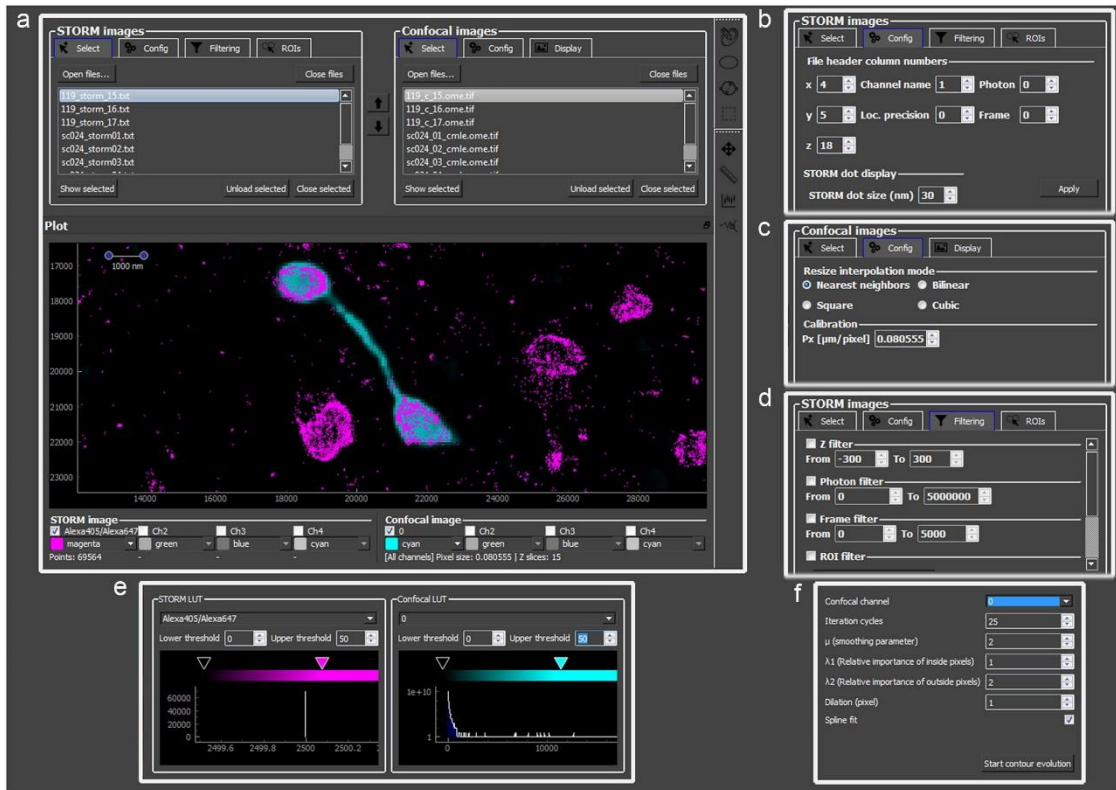 a
STORM images
Select Config Filtering ROIs
Open files... Close files
119_storm_15.txt
119_storm_16.txt
119_storm_17.txt
sc024_storm01.txt
sc024_storm02.txt
sc024_storm03.txt
Show selected Unload selected Close selected
Confocal images
Select Config Display
Open files... Close files
119_c_15.ome.tif
119_c_16.ome.tif
119_c_17.ome.tif
sc024_01_cmle.ome.tif
sc024_02_cmle.ome.tif
sc024_03_cmle.ome.tif
Show selected Unload selected Close selected
Plot
1000 nm
17000
18000
19000
20000
21000
22000
23000
14000 16000 18000 20000 22000 24000 26000 28000
STORM image
Alexa405/Alexa647 Ch2 Ch3 Ch4
magenta green blue cyan
Points: 69564 - - -
Confocal image
0 Ch2 Ch3 Ch4
cyan green blue cyan
[All channels] Pixel size: 0.080555 | Z slices: 15
b
STORM images
Select Config Filtering ROIs
File header column numbers
x 4 Channel name 1 Photon 0
y 5 Loc. precision 0 Frame 0
z 18
STORM dot display
STORM dot size (nm) 30 Apply
c
Confocal images
Select Config Display
Resize interpolation mode
Nearest neighbors Bilinear
Square Cubic
Calibration
Px [μm/pixel] 0.080555
d
STORM images
Select Config Filtering ROIs
Z filter
From -300 To 300
Photon filter
From 0 To 5000000
Frame filter
From 0 To 5000
ROI filter
e
STORM LUT
Alexa405/Alexa647
Lower threshold 0 Upper threshold 50
60000
40000
20000
0
2499.6 2499.8 2500 2500.2
Confocal LUT
0
Lower threshold 0 Upper threshold 50
1e+10
1
0 10000
f
Confocal channel 0
Iteration cycles 25
μ (smoothing parameter) 2
λ1 (Relative importance of inside pixels) 1
λ2 (Relative importance of outside pixels) 2
Dilation (pixel) 1
Spline fit
Start contour evolution